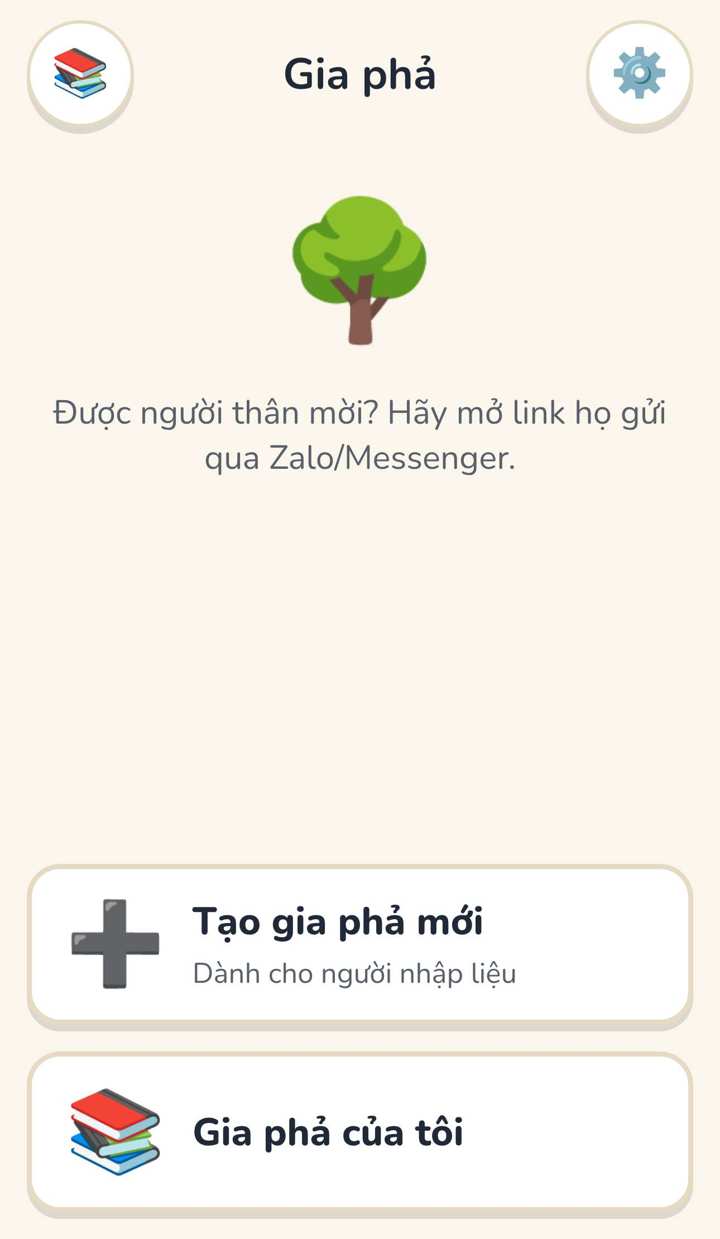 Gia phả
Được người thân mời? Hãy mở link họ gửi
qua Zalo/Messenger.
Tạo gia phả mới
Dành cho người nhập liệu
Gia phả của tôi